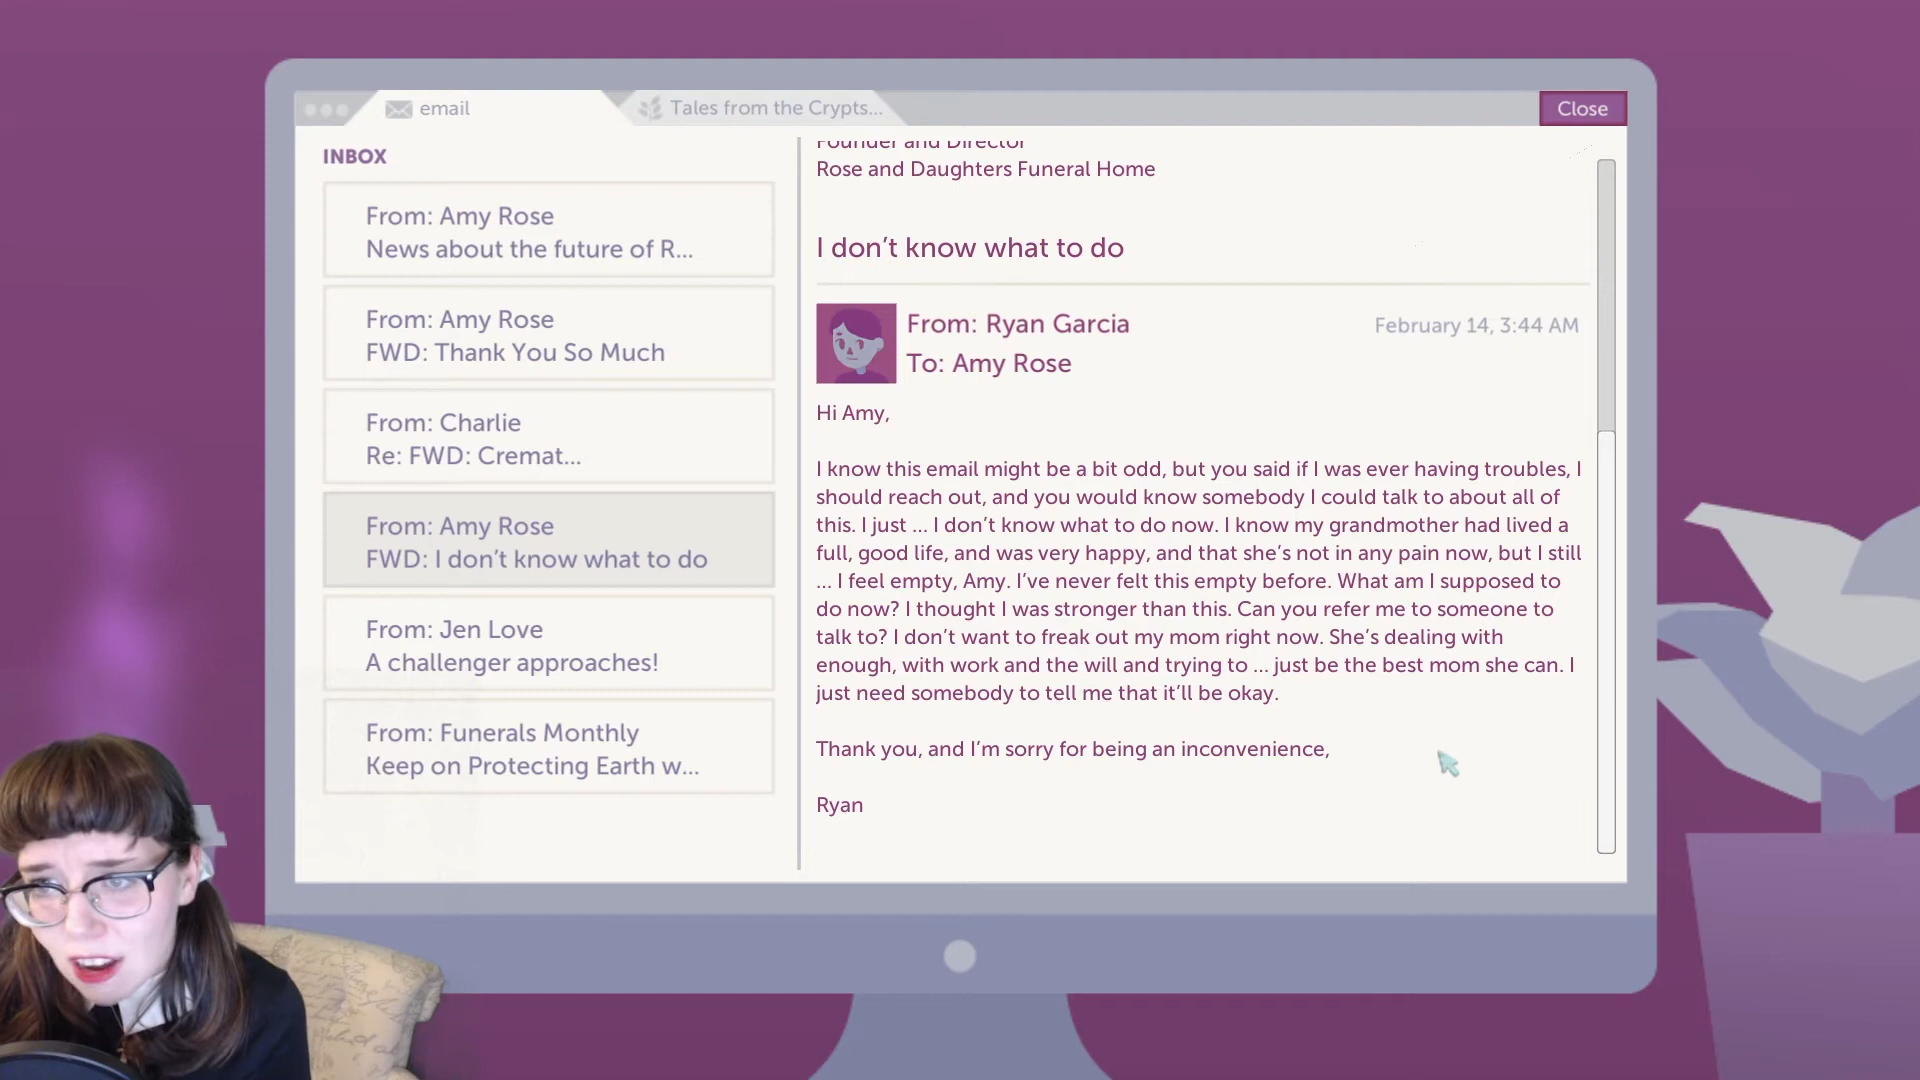 email
Tales from the Crypts...
Close
INBOX
From: Amy Rose
News about the future of R...
From: Amy Rose
FWD: Thank You So Much
From: Charlie
Re: FWD: Cremat...
From: Amy Rose
FWD: I don't know what to do
From: Jen Love
A challenger approaches!
From: Funerals Monthly
Keep on Protecting Earth w...
Founder and Director
Rose and Daughters Funeral Home
I don't know what to do
From: Ryan Garcia
February 14, 3:44 AM
To: Amy Rose
Hi Amy,
I know this email might be a bit odd, but you said if I was ever having troubles, I
should reach out, and you would know somebody I could talk to about all of
this. I just ... I don't know what to do now. I know my grandmother had lived a
full, good life, and was very happy, and that she's not in any pain now, but I still
... I feel empty, Amy. I've never felt this empty before. What am I supposed to
do now? I thought I was stronger than this. Can you refer me to someone to
talk to? I don't want to freak out my mom right now. She's dealing with
enough, with work and the will and trying to ... just be the best mom she can. I
just need somebody to tell me that it'll be okay.
Thank you, and I'm sorry for being an inconvenience,
Ryan